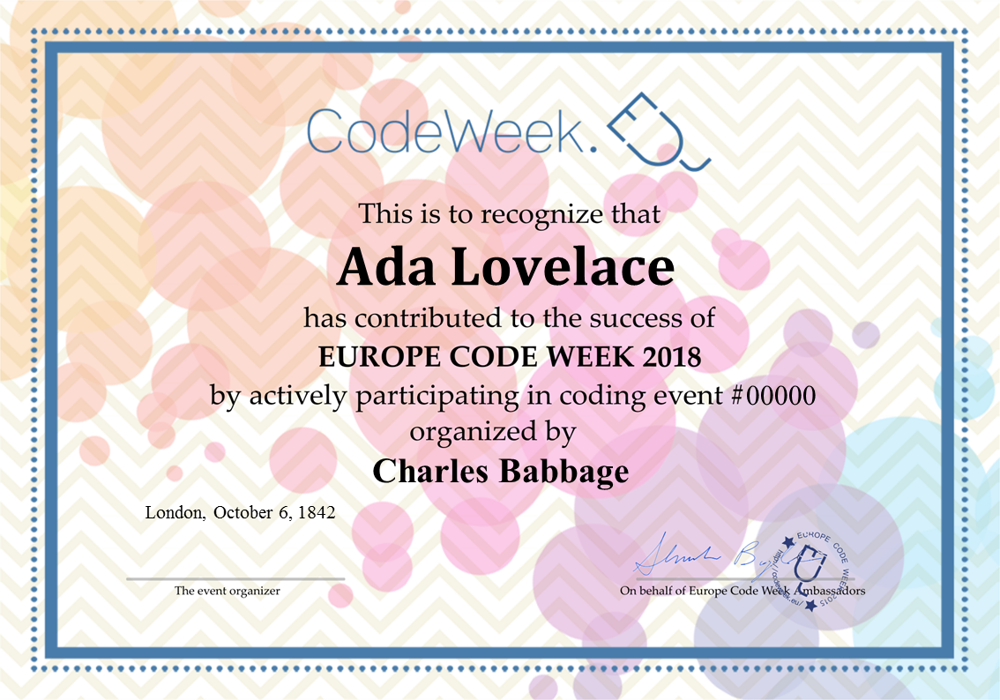 CodeWeek.EU
This is to recognize that
Ada Lovelace
has contributed to the success of
EUROPE CODE WEEK 2018
by actively participating in coding event #00000
organized by
Charles Babbage
London, October 6, 1842
The event organizer
On behalf of Europe Code Week Ambassadors
EUROPE CODE WEEK 2015
http://codeweek.eu/